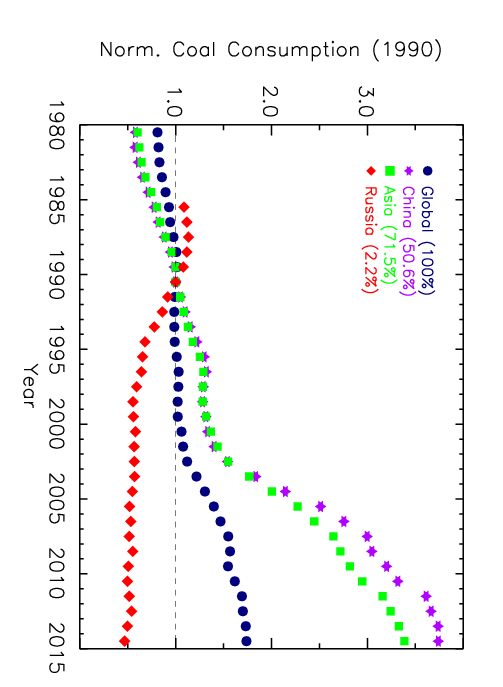 Norm. Coal Consumption (1990)
1.0
2.0
3.0
Global (100%)
China (50.6%)
Asia (71.5%)
Russia (2.2%)
1980
1985
1990
1995
2000
2005
2010
2015
Year